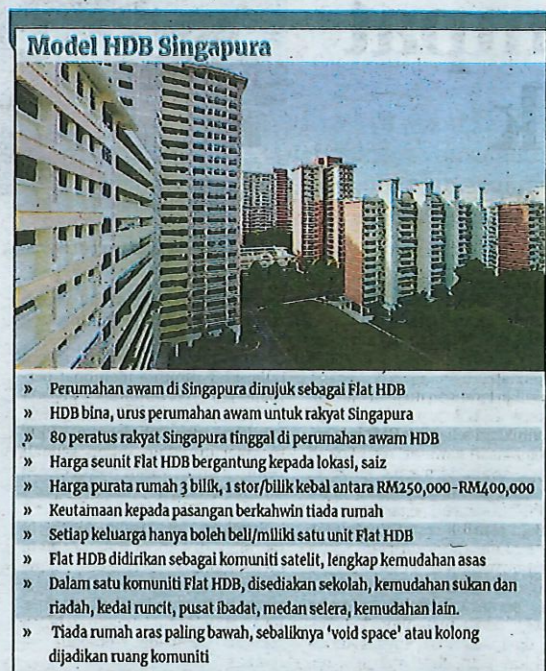 Model HDB Singapura
» Perumahan awam di Singapura dirujuk sebagai Flat HDB
» HDB bina, urus perumahan awam untuk rakyat Singapura
» 80 peratus rakyat Singapura tinggal di perumahan awam HDB
» Harga seunit Flat HDB bergantung kepada lokasi, saiz
» Harga purata rumah 3 bilik, 1 stor/bilik kebal antara RM250,000-RM400,000
» Keutamaan kepada pasangan berkahwin tiada rumah
» Setiap keluarga hanya boleh beli/miliki satu unit Flat HDB
» Flat HDB didirikan sebagai komuniti satelit, lengkap kemudahan asas
» Dalam satu komuniti Flat HDB, disediakan sekolah, kemudahan sukan dan
riadah, kedai runcit, pusat ibadat, medan selera, kemudahan lain.
» Tiada rumah aras paling bawah, sebaliknya 'void space' atau kolong
dijadikan ruang komuniti